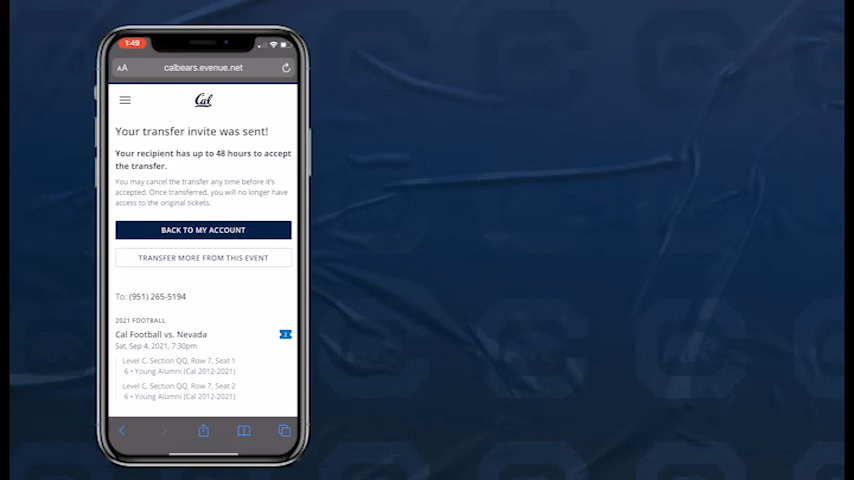 1:49
AA calbears.evenue.net
Cal
Your transfer invite was sent!
Your recipient has up to 48 hours to accept
the transfer.
You may cancel the transfer any time before it's
accepted. Once transferred, you will no longer have
access to the original tickets.
BACK TO MY ACCOUNT
TRANSFER MORE FROM THIS EVENT
To: (951) 265-5194
2021 FOOTBALL
Cal Football vs. Nevada
Sat, Sep 4, 2021, 7:30pm
Level C, Section QQ, Row 7, Seat 1
6 • Young Alumni (Cal 2012-2021)
Level C, Section QQ, Row 7, Seat 2
6 • Young Alumni (Cal 2012-2021)